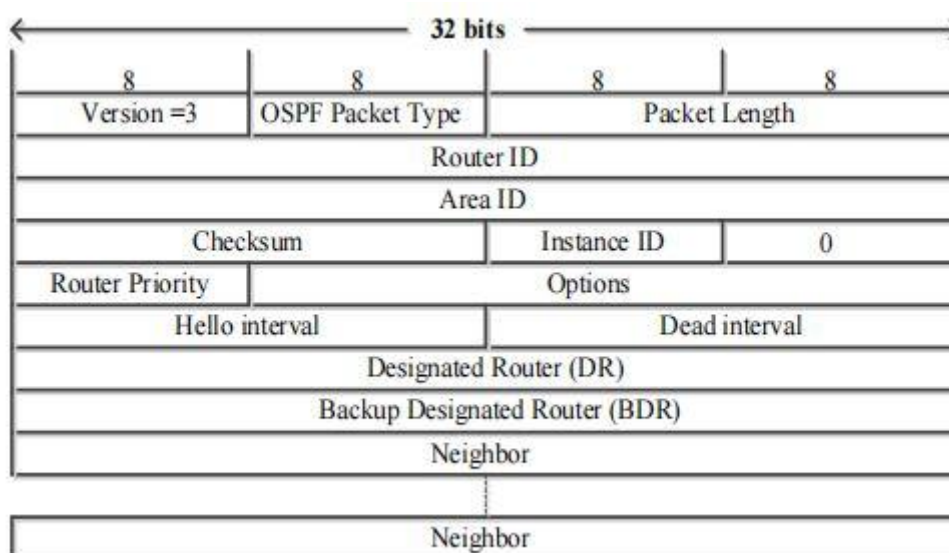 32 bits
8 8 8 8
Version =3 OSPF Packet Type Packet Length
Router ID
Area ID
Checksum Instance ID 0
Router Priority Options
Hello interval Dead interval
Designated Router (DR)
Backup Designated Router (BDR)
Neighbor
Neighbor